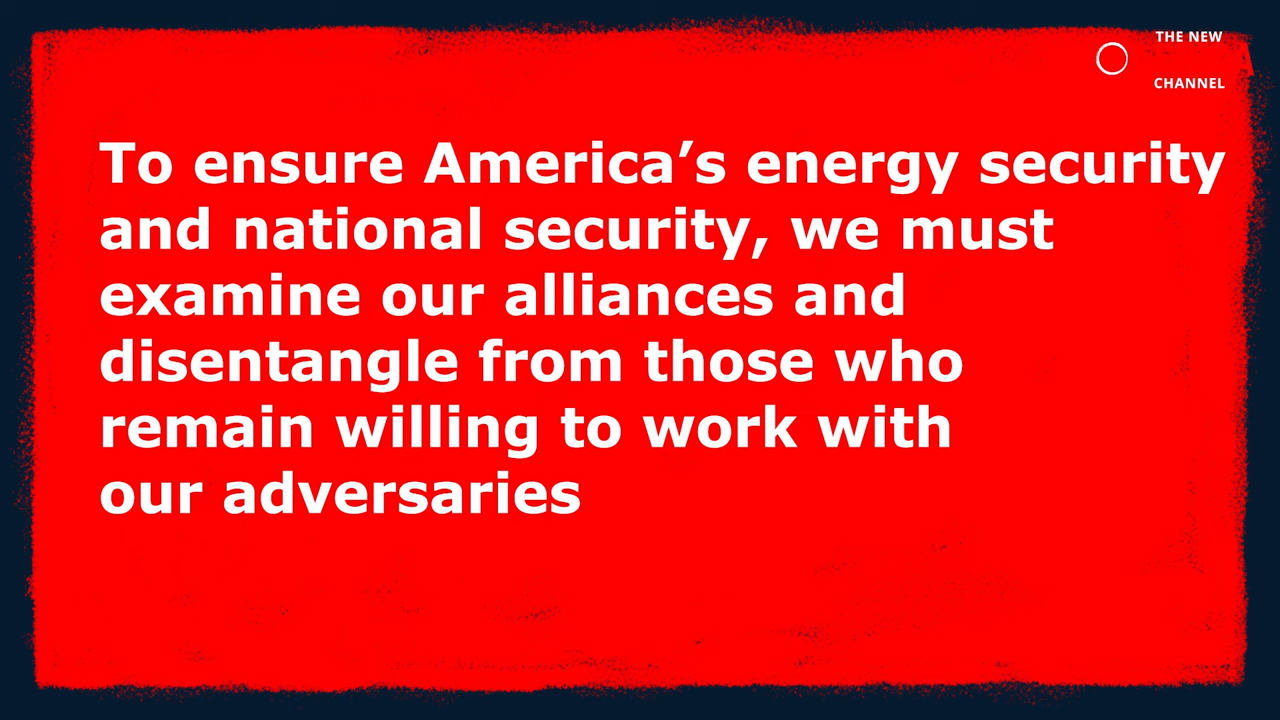 THE NEW
CHANNEL
To ensure America’s energy security
and national security, we must
examine our alliances and
disentangle from those who
remain willing to work with
our adversaries